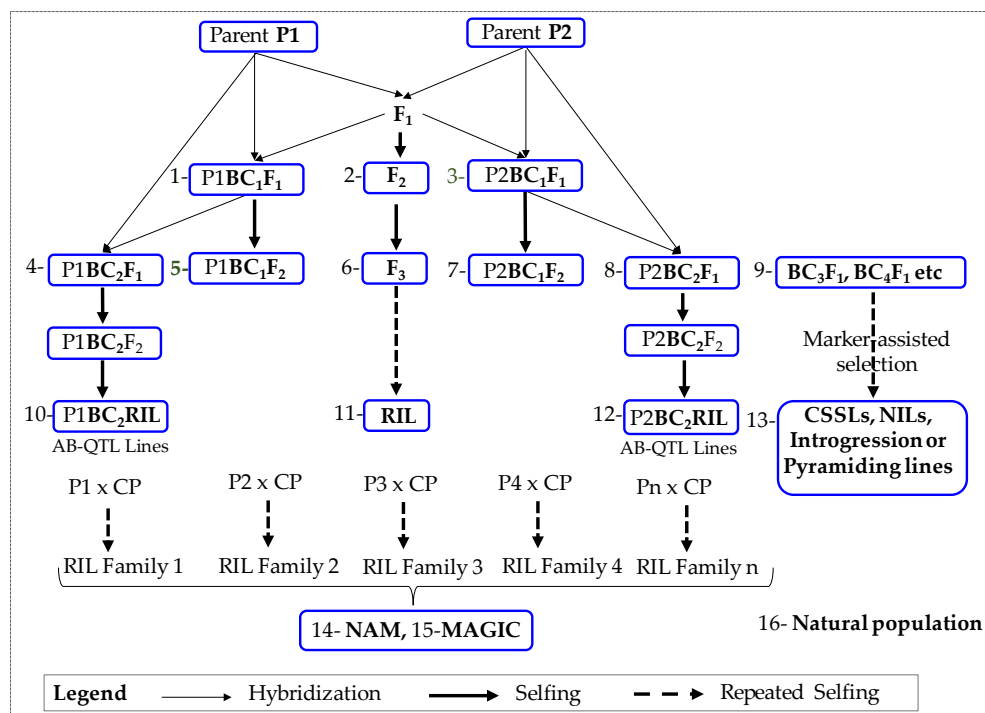 Parent P1
Parent P2
F₁
1- P1BC₁F₁
2- F₂
3- P2BC₁F₁
4- P1BC₂F₁
5- P1BC₁F₂
6- F₃
7- P2BC₁F₂
8- P2BC₂F₁
9- BC₃F₁, BC₄F₁ etc
P1BC₂F₂
P2BC₂F₂
Marker-assisted
selection
10- P1BC₂RIL
11- RIL
12- P2BC₂RIL
13- CSSLs, NILs,
Introgression or
Pyramiding lines
AB-QTL Lines
AB-QTL Lines
P1 x CP
P2 x CP
P3 x CP
P4 x CP
Pn x CP
RIL Family 1
RIL Family 2
RIL Family 3
RIL Family 4
RIL Family n
14- NAM, 15-MAGIC
16- Natural population
Legend
Hybridization
Selfing
Repeated Selfing